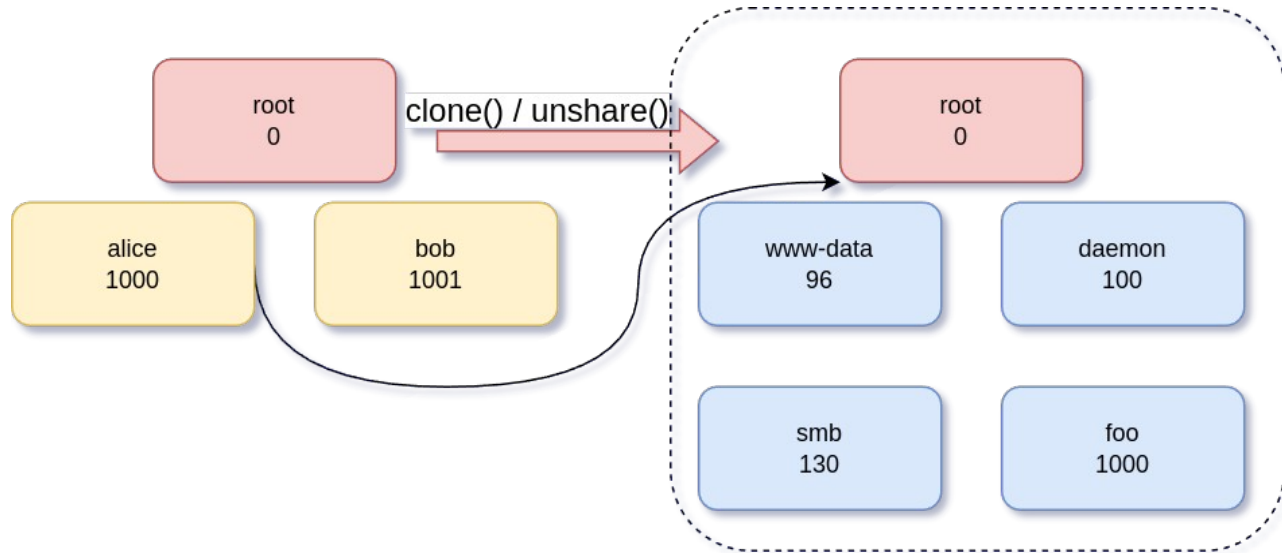 root
0
clone() / unshare()
root
0
alice
1000
bob
1001
www-data
96
daemon
100
smb
130
foo
1000